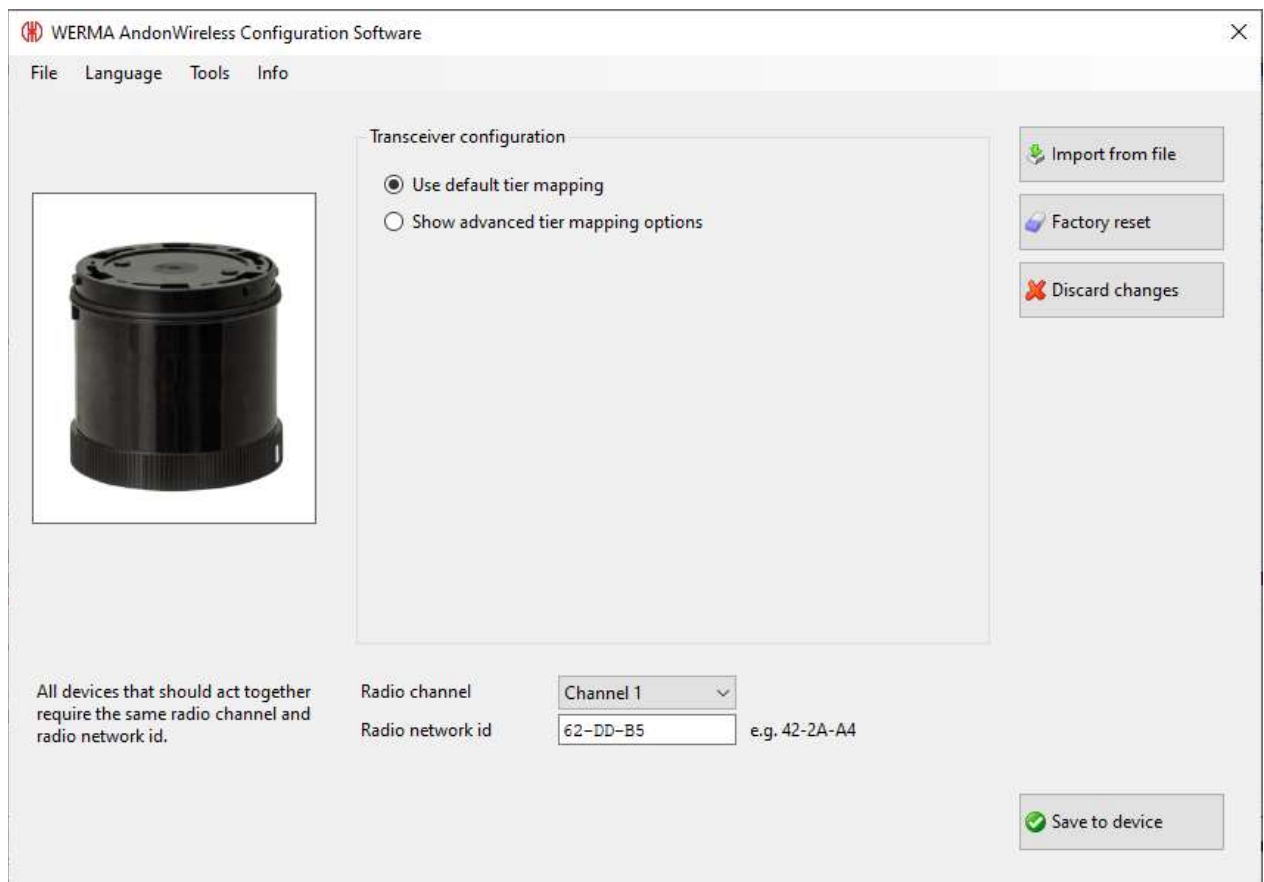 WERMA AndonWireless Configuration Software
File Language Tools Info
Transceiver configuration
Use default tier mapping
Show advanced tier mapping options
Import from file
Factory reset
Discard changes
All devices that should act together
require the same radio channel and
radio network id.
Radio channel Channel 1
Radio network id 62-DD-B5 e.g. 42-2A-A4
Save to device